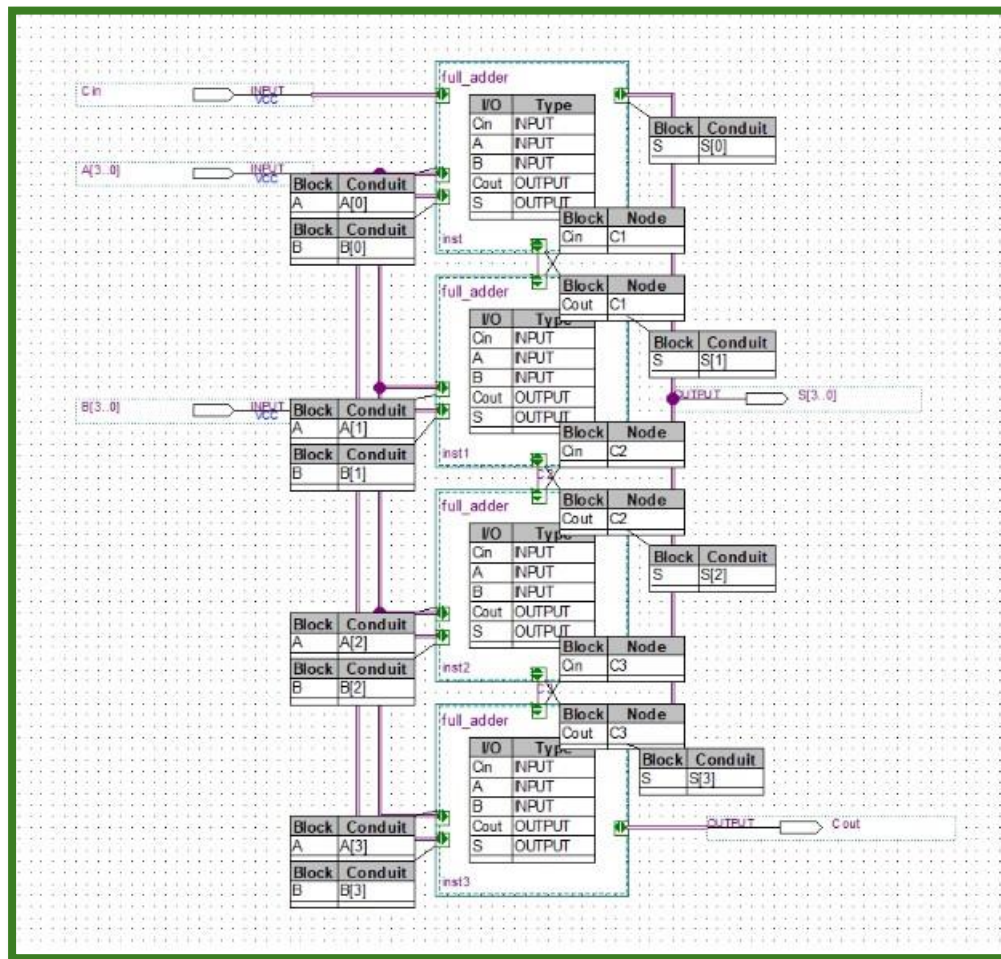 full_adder
C in
INPUT
VCC
I/O Type
Cin INPUT
A INPUT
B INPUT
Cout OUTPUT
S OUTPUT
inst
Block Conduit
S S[0]
A[3..0]
INPUT
VCC
Block Conduit
A A[0]
Block Conduit
B B[0]
Block Node
Cin C1
Block Node
Cout C1
full_adder
I/O Type
Cin INPUT
A INPUT
B INPUT
Cout OUTPUT
S OUTPUT
inst1
Block Conduit
S S[1]
OUTPUT
S[3..0]
B[3..0]
INPUT
VCC
Block Conduit
A A[1]
Block Conduit
B B[1]
Block Node
Cin C2
Block Node
Cout C2
full_adder
I/O Type
Cin INPUT
A INPUT
B INPUT
Cout OUTPUT
S OUTPUT
inst2
Block Conduit
S S[2]
Block Conduit
A A[2]
Block Conduit
B B[2]
Block Node
Cin C3
Block Node
Cout C3
full_adder
I/O Type
Cin INPUT
A INPUT
B INPUT
Cout OUTPUT
S OUTPUT
inst3
Block Conduit
S S[3]
OUTPUT
C out
Block Conduit
A A[3]
Block Conduit
B B[3]